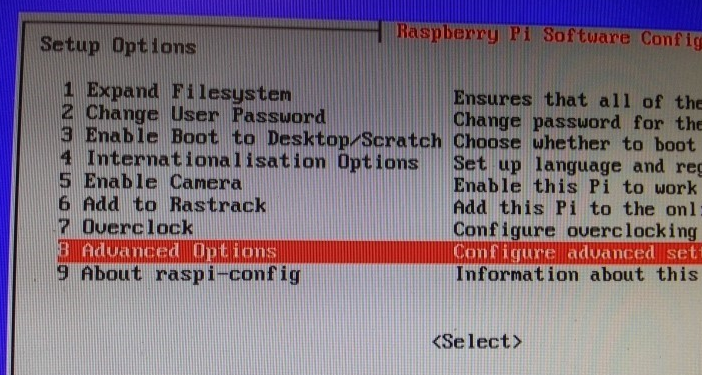 Raspberry Pi Software Config
Setup Options
1 Expand Filesystem Ensures that all of the
2 Change User Password Change password for the
3 Enable Boot to Desktop/Scratch Choose whether to boot
4 Internationalisation Options Set up language and reg
5 Enable Camera Enable this Pi to work
6 Add to Rastrack Add this Pi to the onl
7 Overclock Configure overclocking
8 Advanced Options Configure advanced sett
9 About raspi-config Information about this
<Select>